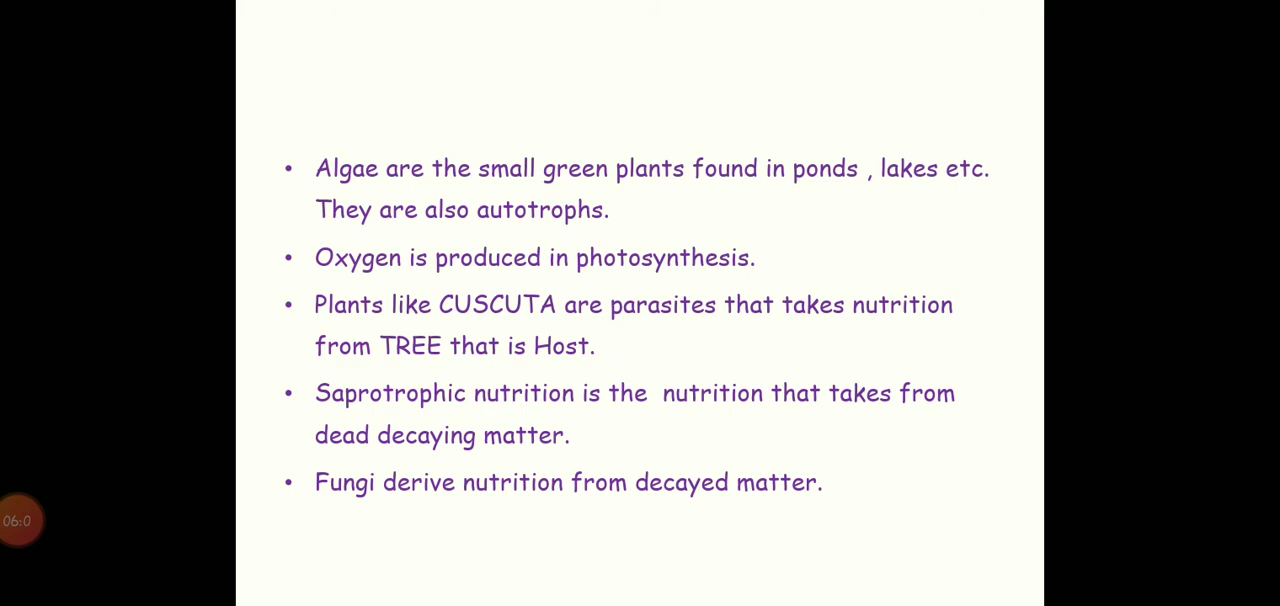 • Algae are the small green plants found in ponds , lakes etc.
They are also autotrophs.
• Oxygen is produced in photosynthesis.
• Plants like CUSCUTA are parasites that takes nutrition
from TREE that is Host.
• Saprotrophic nutrition is the  nutrition that takes from
dead decaying matter.
• Fungi derive nutrition from decayed matter.
06:0